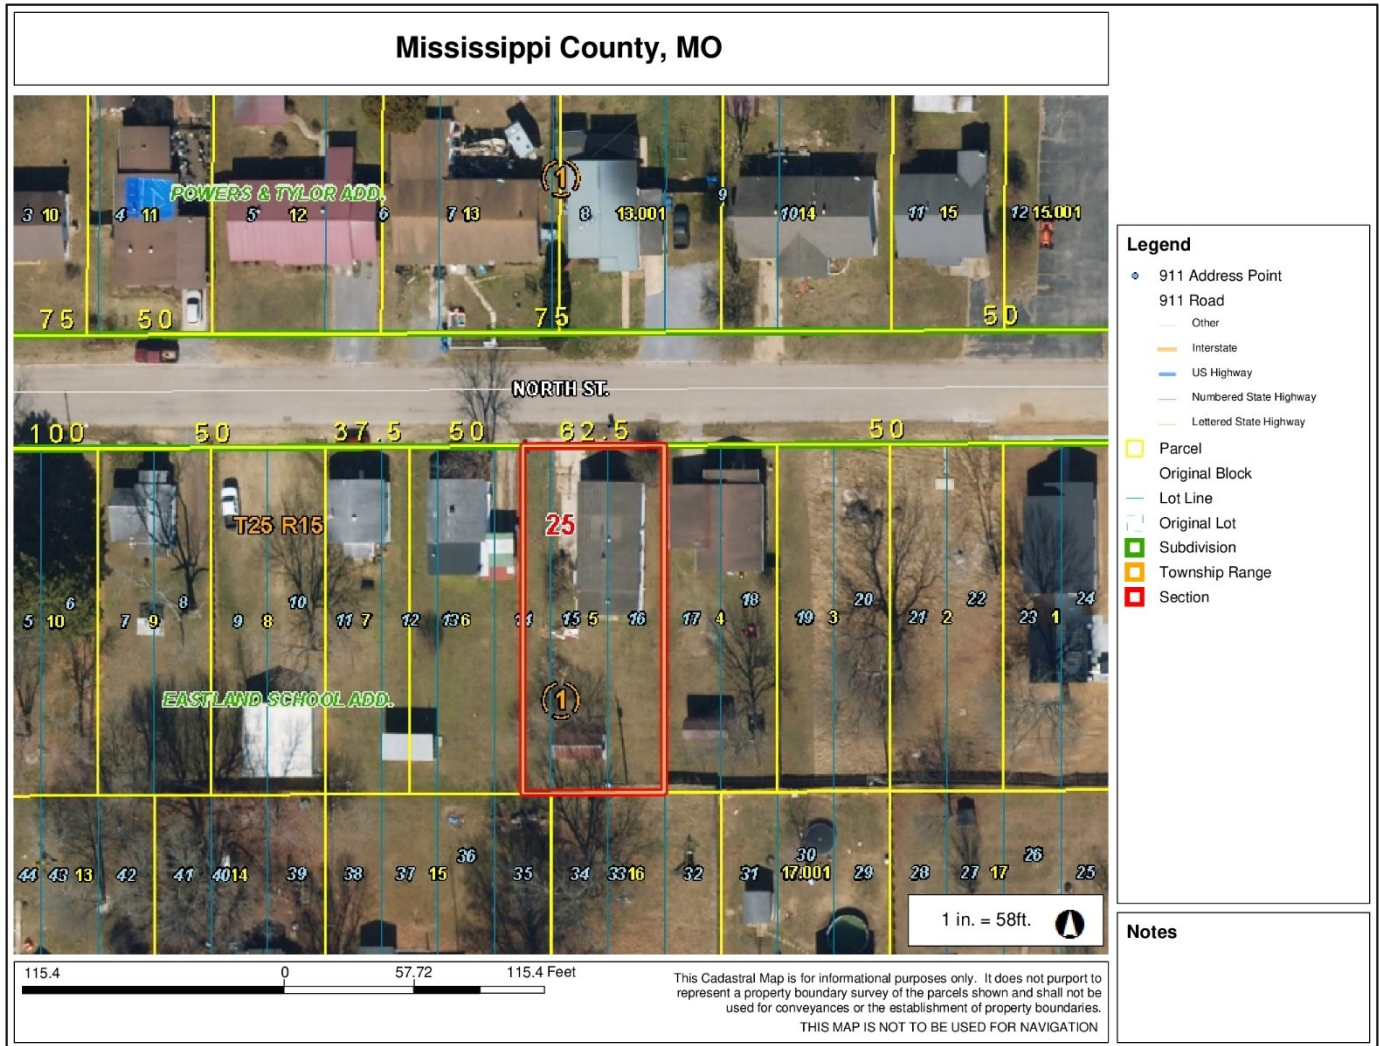 Mississippi County, MO
POWERS & TYLOR ADD.
(1)
3 10 4 11 5 12 6 7 13 8 13.001 9 10 14 11 15 12 15.001
75 50 75 50
NORTH ST.
100 50 37.5 50 62.5 50
T25 R15 25
5 10 6 7 9 8 9 8 10 11 7 12 13 6 14 15 5 16 17 4 18 19 3 20 21 2 22 23 1 24
EASTLAND SCHOOL ADD.
(1)
44 43 13 42 41 40 14 39 38 37 15 36 35 34 33 16 32 31 17.001 30 29 28 27 17 26 25
1 in. = 58ft.
Legend
911 Address Point
911 Road
Other
Interstate
US Highway
Numbered State Highway
Lettered State Highway
Parcel
Original Block
Lot Line
Original Lot
Subdivision
Township Range
Section
Notes
115.4 0 57.72 115.4 Feet
This Cadastral Map is for informational purposes only. It does not purport to
represent a property boundary survey of the parcels shown and shall not be
used for conveyances or the establishment of property boundaries.
THIS MAP IS NOT TO BE USED FOR NAVIGATION